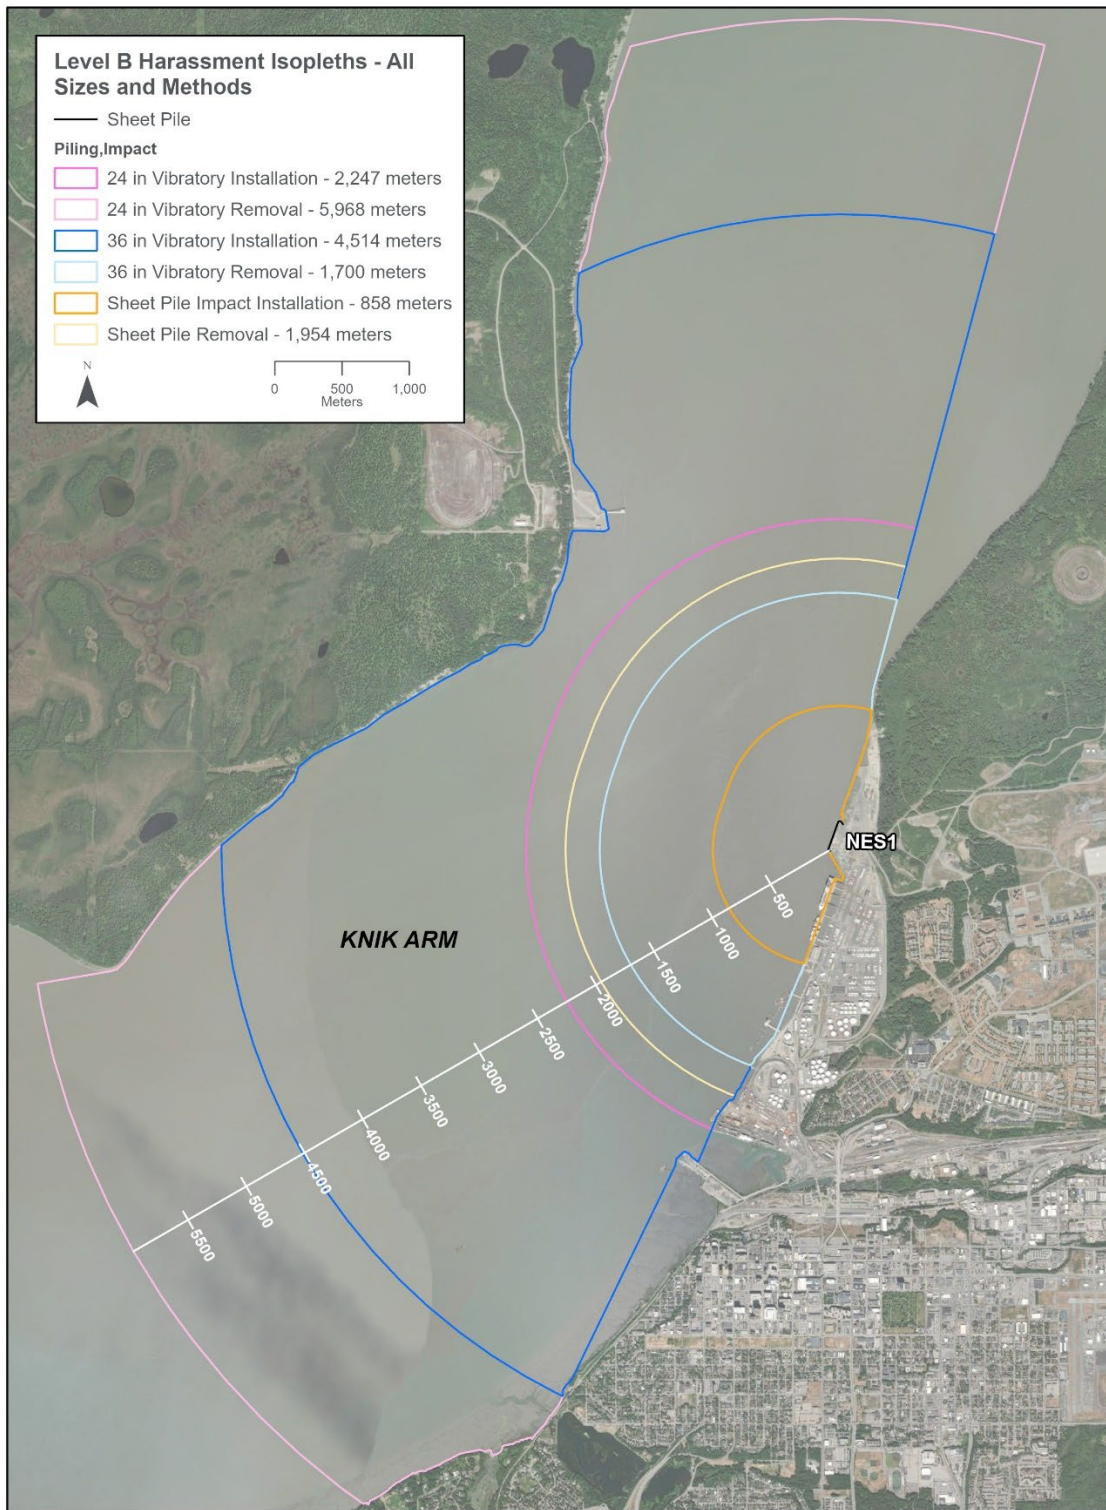 Level B Harassment Isopleths - All
Sizes and Methods
Sheet Pile
Piling,Impact
24 in Vibratory Installation - 2,247 meters
24 in Vibratory Removal - 5,968 meters
36 in Vibratory Installation - 4,514 meters
36 in Vibratory Removal - 1,700 meters
Sheet Pile Impact Installation - 858 meters
Sheet Pile Removal - 1,954 meters
N
0 500 1,000
Meters
NES1
KNIK ARM
500
1000
1500
2000
2500
3000
3500
4000
4500
5000
5500